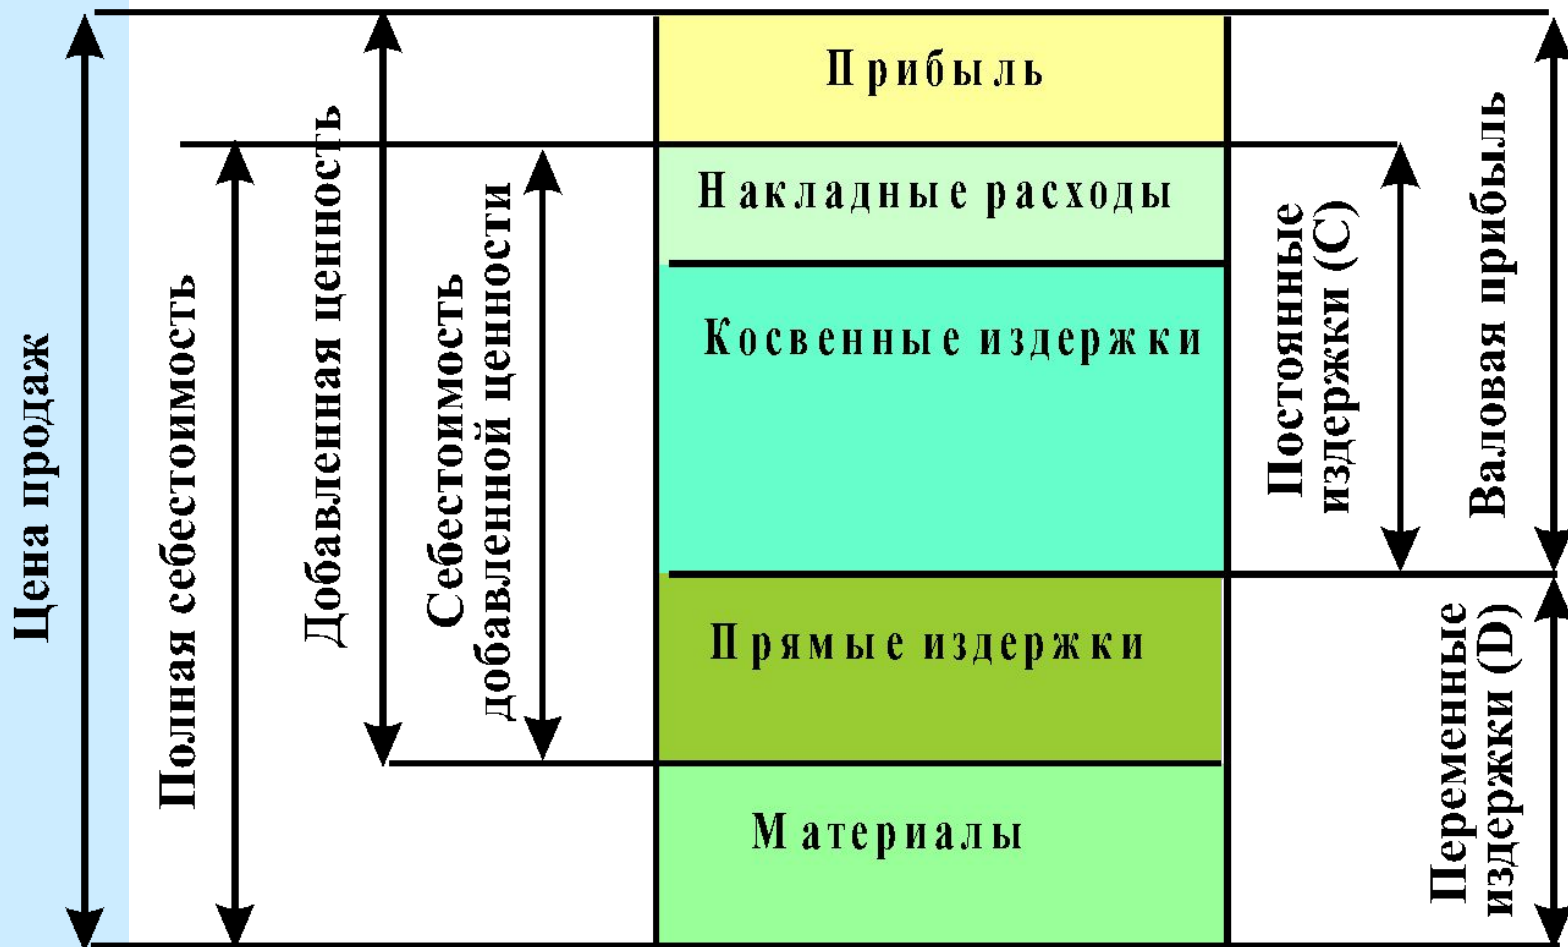 Цена продаж
Полная себестоимость
Добавленная ценность
Себестоимость
добавленной ценности
Прибыль
Накладные расходы
Косвенные издержки
Прямые издержки
Материалы
Постоянные
издержки (С)
Валовая прибыль
Переменные
издержки (D)